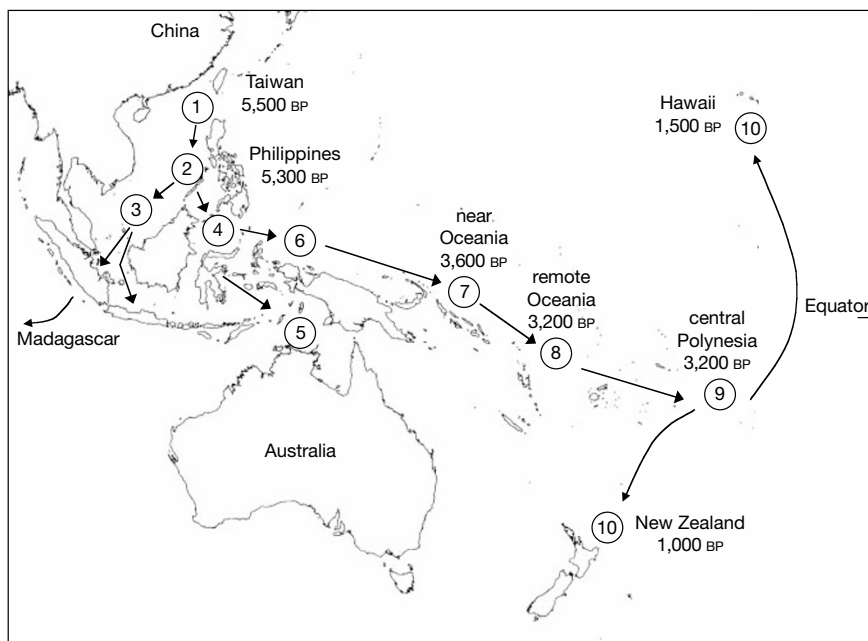 China
Taiwan
5,500 BP
1
Hawaii
1,500 BP
10
Philippines
5,300 BP
2
3
4
6
near
Oceania
3,600 BP
7
remote
Oceania
3,200 BP
8
Equator
central
Polynesia
3,200 BP
9
Madagascar
5
Australia
10
New Zealand
1,000 BP